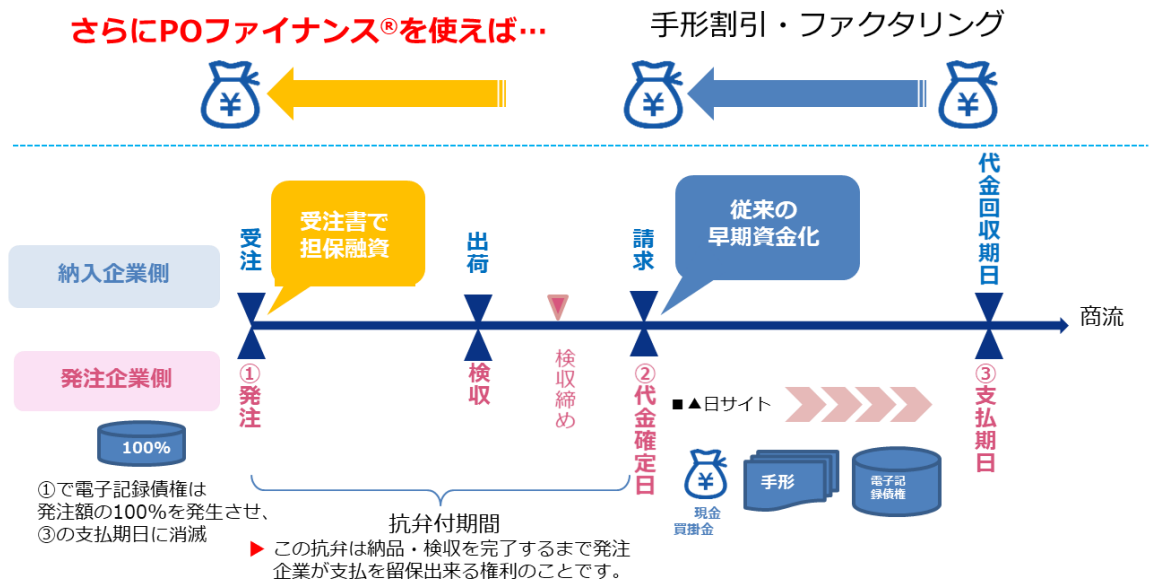 さらにPOファイナンス®を使えば…
手形割引・ファクタリング
¥
¥
¥
受注書で
担保融資
従来の
早期資金化
受注
出荷
請求
代金回収期日
納入企業側
商流
発注企業側
①発注
検収
検収締め
②代金確定日
③支払期日
■▲日サイト
100%
¥
現金
買掛金
手形
電子記
録債権
①で電子記録債権は
発注額の100%を発生させ、
③の支払期日に消滅
抗弁付期間
▶ この抗弁は納品・検収を完了するまで発注
企業が支払を留保出来る権利のことです。